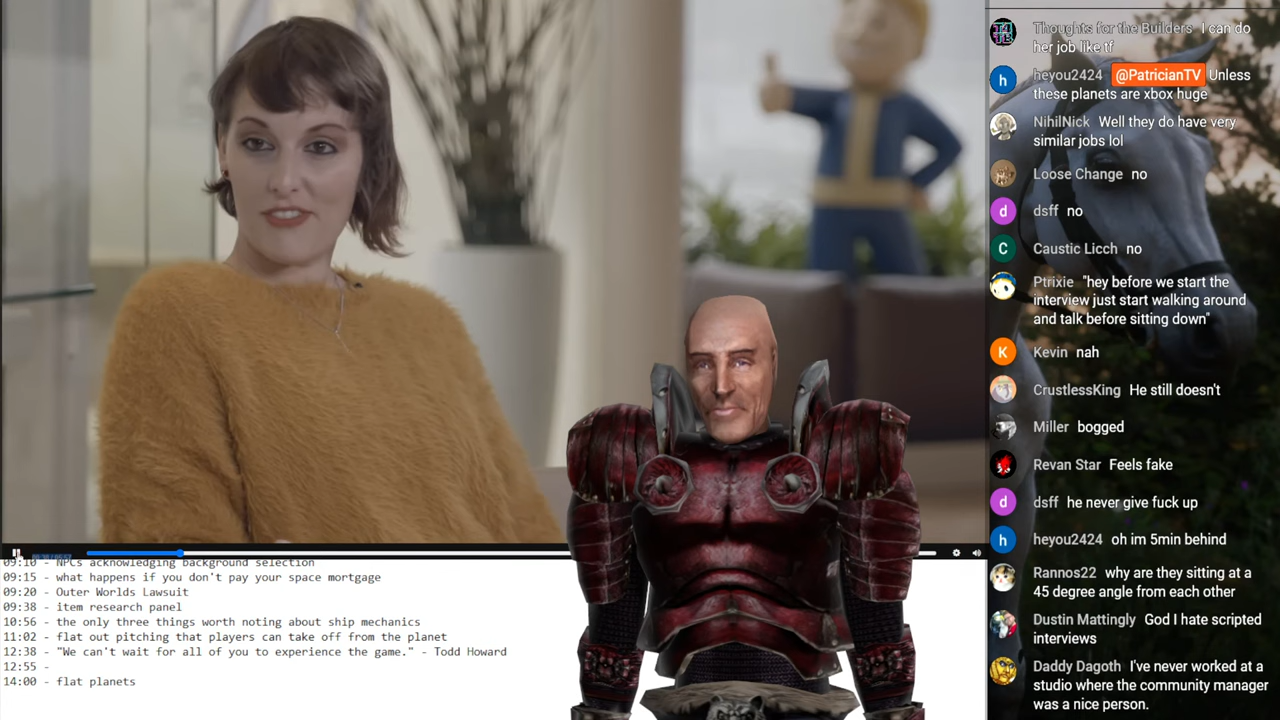 09:10 - NPCs acknowledging background selection
09:15 - what happens if you don't pay your space mortgage
09:20 - Outer Worlds Lawsuit
09:38 - item research panel
10:56 - the only three things worth noting about ship mechanics
11:02 - flat out pitching that players can take off from the planet
12:38 - "We can't wait for all of you to experience the game." - Todd Howard
12:55 -
14:00 - flat planets
Thoughts for the Builders I can do
her job like tf
h
heyou2424 @PatricianTV Unless
these planets are xbox huge
NihilNick Well they do have very
similar jobs lol
Loose Change no
d
dsff no
C
Caustic Licch no
Ptrixie "hey before we start the
interview just start walking around
and talk before sitting down"
K
Kevin nah
CrustlessKing He still doesn't
Miller bogged
Revan Star Feels fake
d
dsff he never give fuck up
h
heyou2424 oh im 5min behind
Rannos22 why are they sitting at a
45 degree angle from each other
Dustin Mattingly God I hate scripted
interviews
Daddy Dagoth I've never worked at a
studio where the community manager
was a nice person.